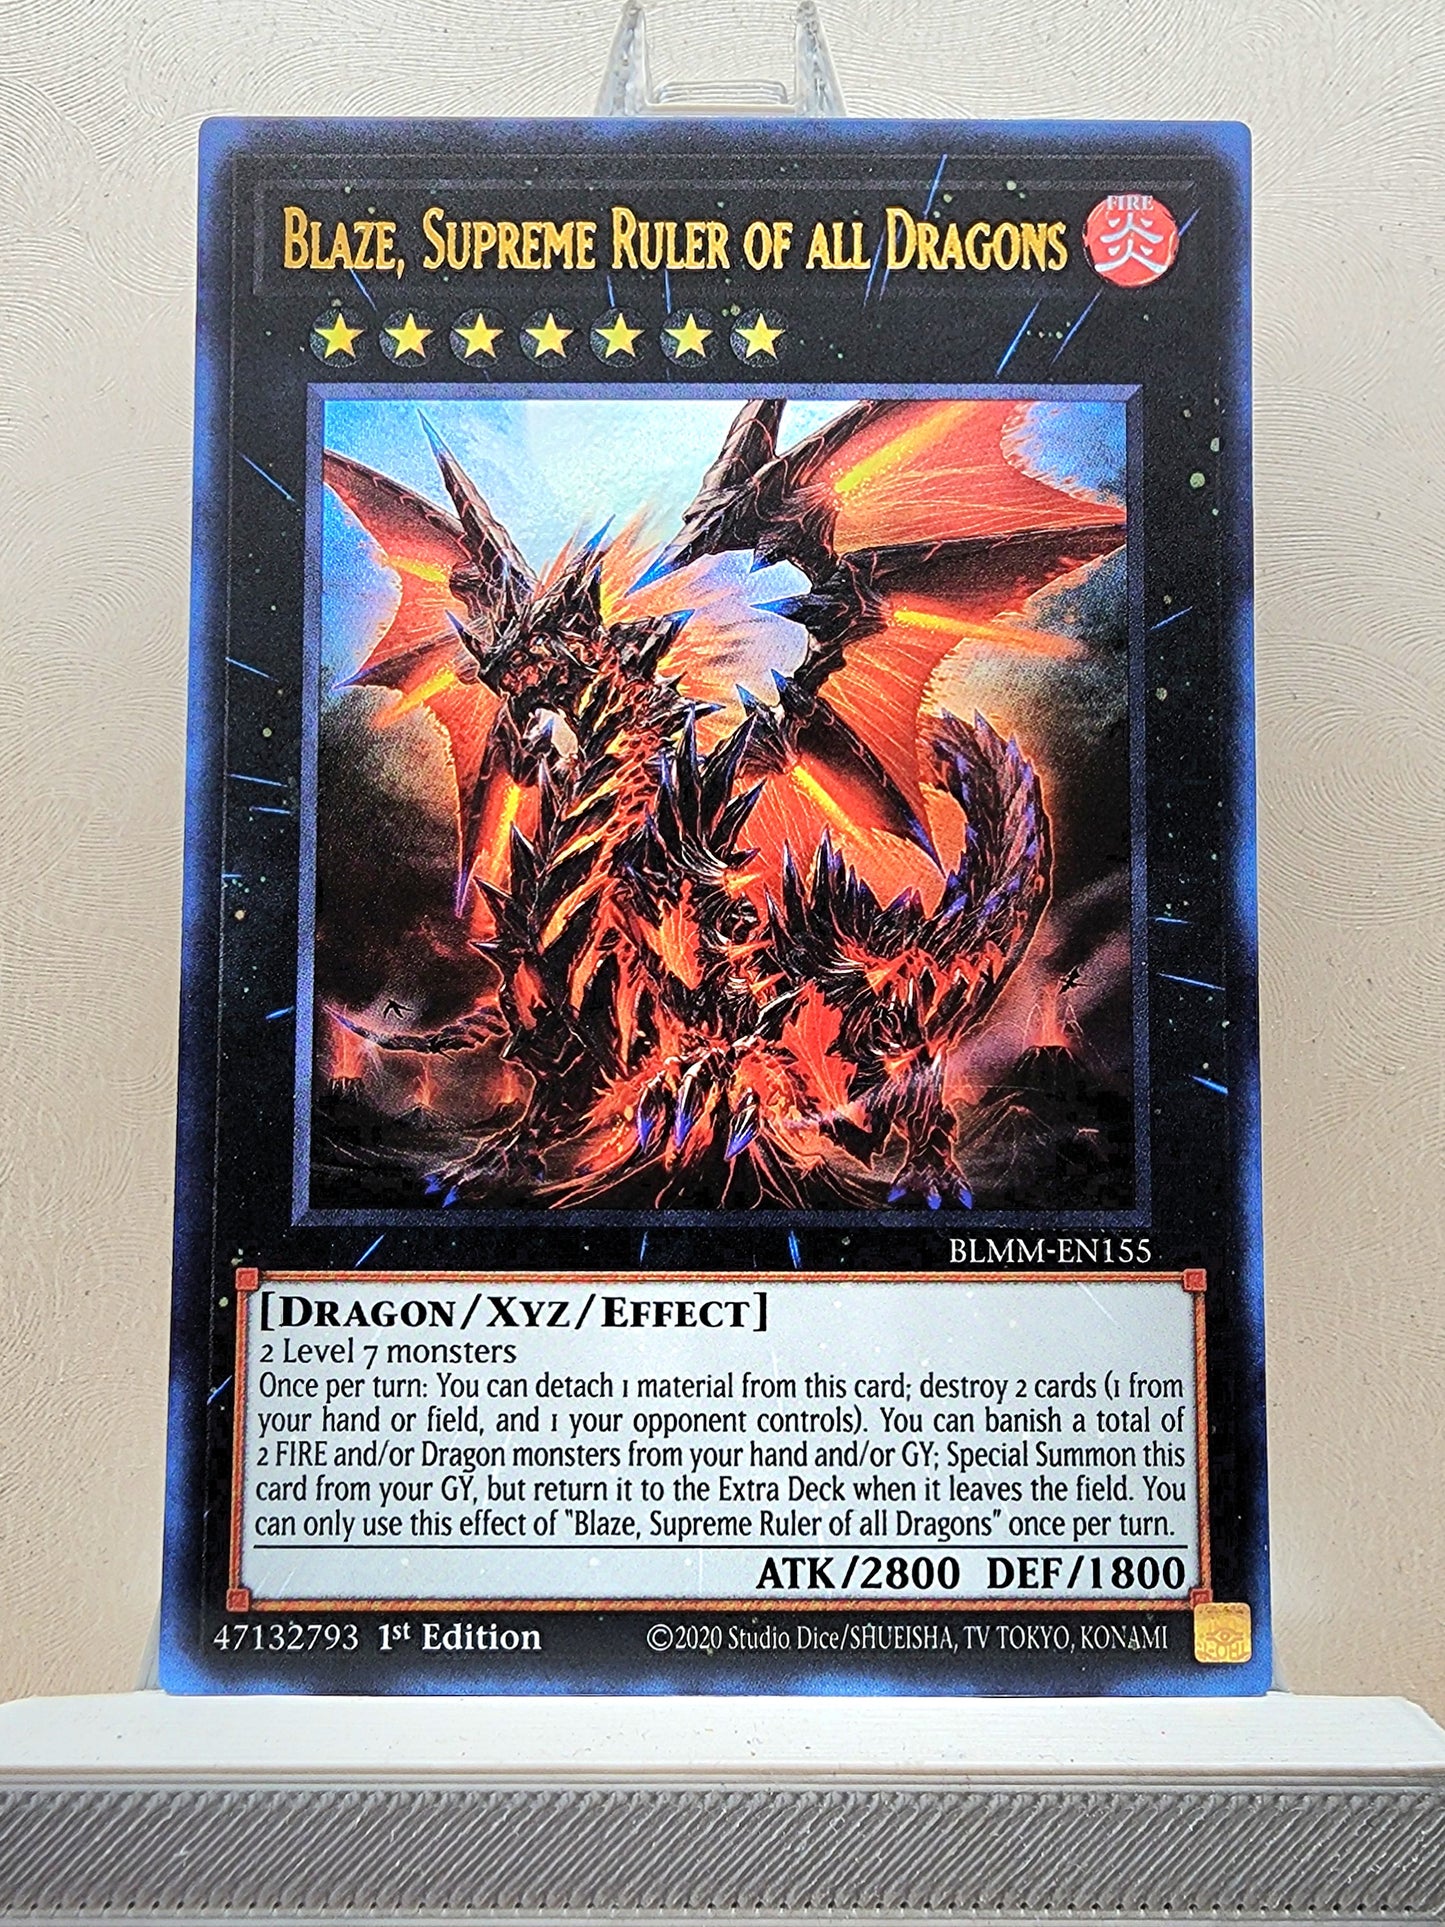 BLAZE, SUPREME RULER OF ALL DRAGONS
FIRE
炎
BLMM-EN155
[DRAGON/XYZ/EFFECT]
2 Level 7 monsters
Once per turn: You can detach 1 material from this card; destroy 2 cards (1 from
your hand or field, and 1 your opponent controls). You can banish a total of
2 FIRE and/or Dragon monsters from your hand and/or GY; Special Summon this
card from your GY, but return it to the Extra Deck when it leaves the field. You
can only use this effect of "Blaze, Supreme Ruler of all Dragons" once per turn.
ATK/2800 DEF/1800
47132793 1st Edition ©2020 Studio Dice/SHUEISHA, TV TOKYO, KONAMI